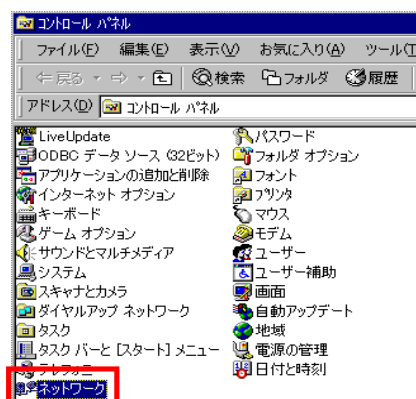 コントロール パネル
ファイル(F) 編集(E) 表示(V) お気に入り(A) ツール(T
戻る 検索 フォルダ 履歴
アドレス(D) コントロール パネル
LiveUpdate
ODBC データ ソース (32ビット)
アプリケーションの追加と削除
インターネット オプション
キーボード
ゲーム オプション
サウンドとマルチメディア
システム
スキャナとカメラ
ダイヤルアップ ネットワーク
タスク
タスク バーと [スタート] メニュー
テレフォニー
ネットワーク
パスワード
フォルダ オプション
フォント
プリンタ
マウス
モデム
ユーザー
ユーザー補助
画面
自動アップデート
地域
電源の管理
日付と時刻